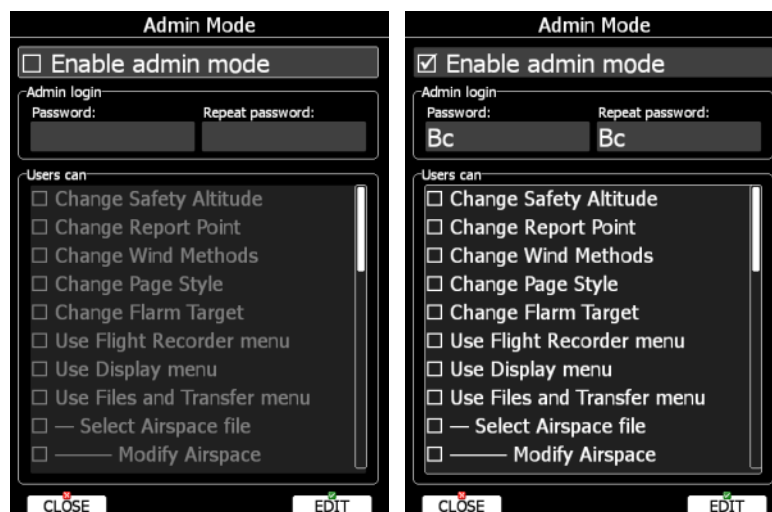 Admin Mode
Enable admin mode
Admin login
Password: Repeat password:
Users can
Change Safety Altitude
Change Report Point
Change Wind Methods
Change Page Style
Change Flarm Target
Use Flight Recorder menu
Use Display menu
Use Files and Transfer menu
— Select Airspace file
——— Modify Airspace
CLOSE EDIT
Admin Mode
Enable admin mode
Admin login
Password: Repeat password:
Bc Bc
Users can
Change Safety Altitude
Change Report Point
Change Wind Methods
Change Page Style
Change Flarm Target
Use Flight Recorder menu
Use Display menu
Use Files and Transfer menu
— Select Airspace file
——— Modify Airspace
CLOSE EDIT